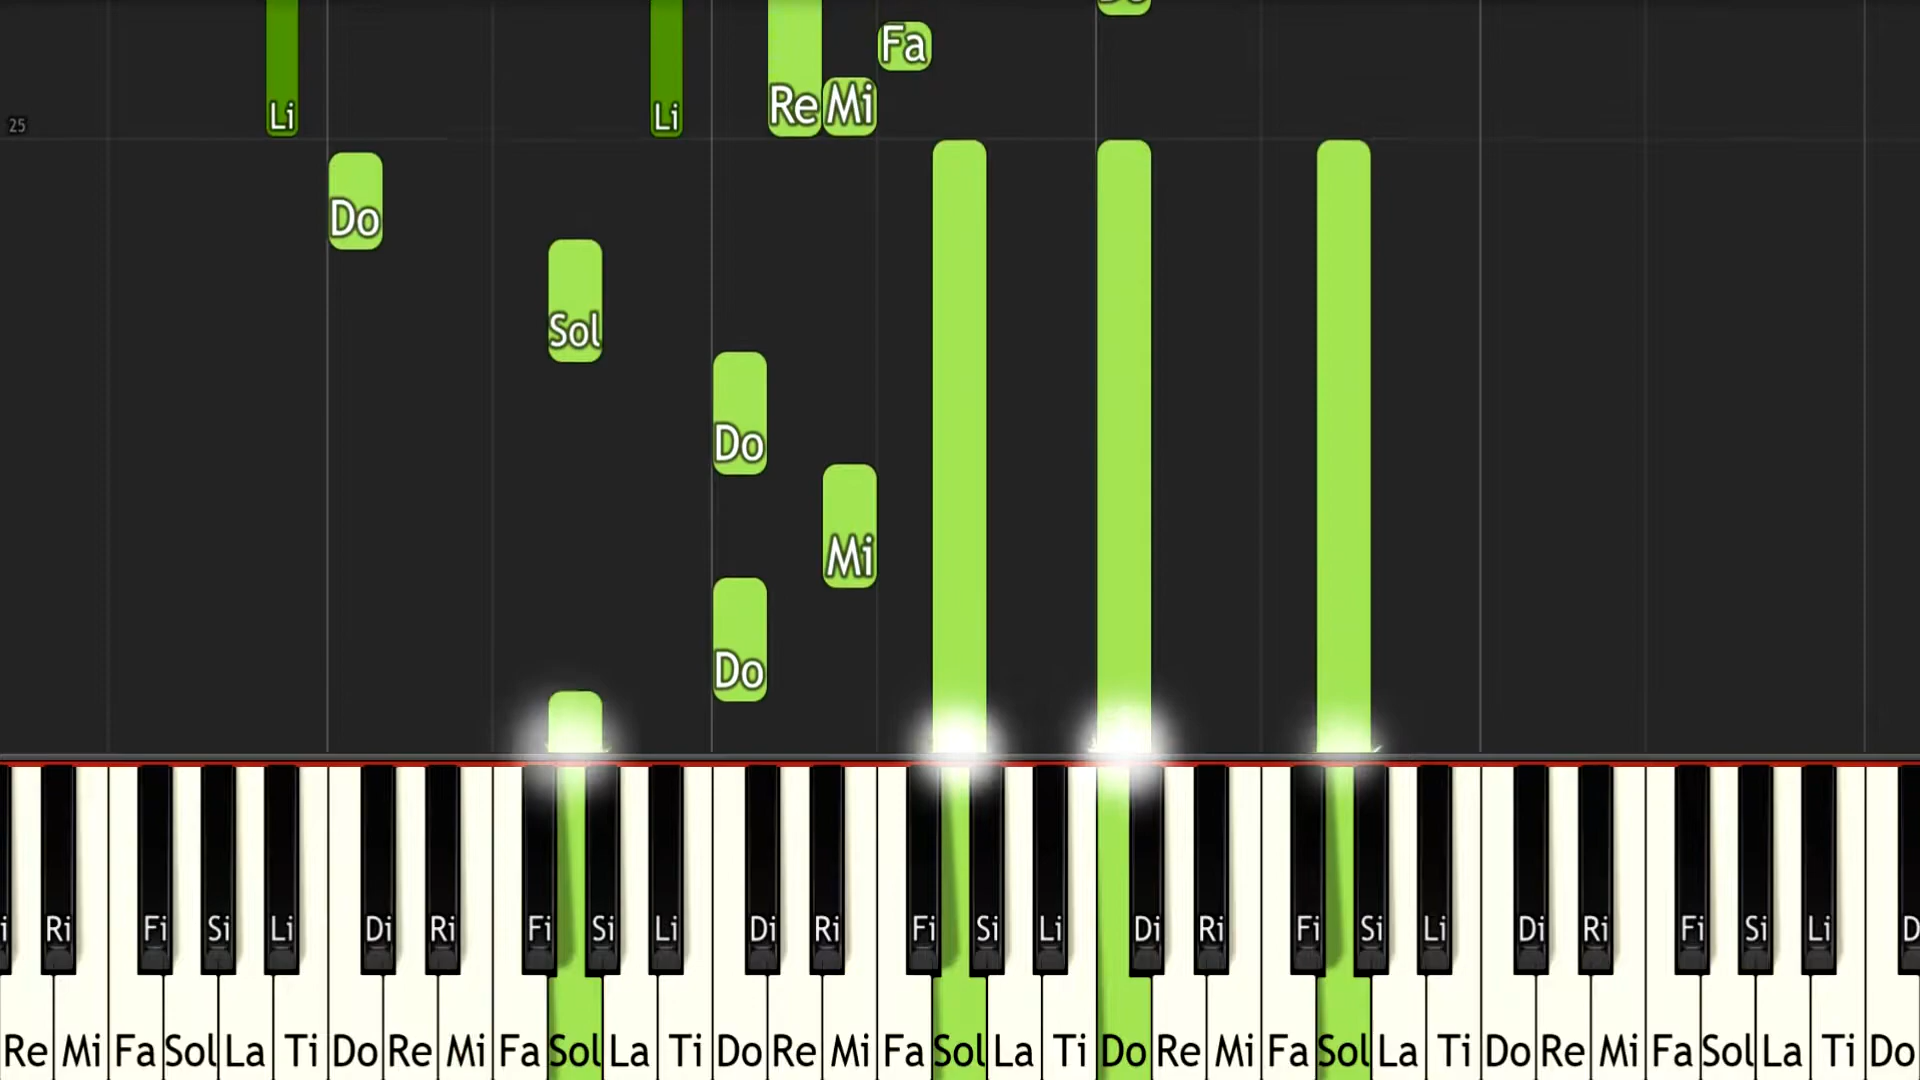 Do
Fa
Li Li Re Mi
25
Do
Sol
Do
Mi
Do
i Ri Fi Si Li Di Ri Fi Si Li Di Ri Fi Si Li Di Ri Fi Si Li Di Ri Fi Si Li D
Re Mi Fa Sol La Ti Do Re Mi Fa Sol La Ti Do Re Mi Fa Sol La Ti Do Re Mi Fa Sol La Ti Do Re Mi Fa Sol La Ti Do